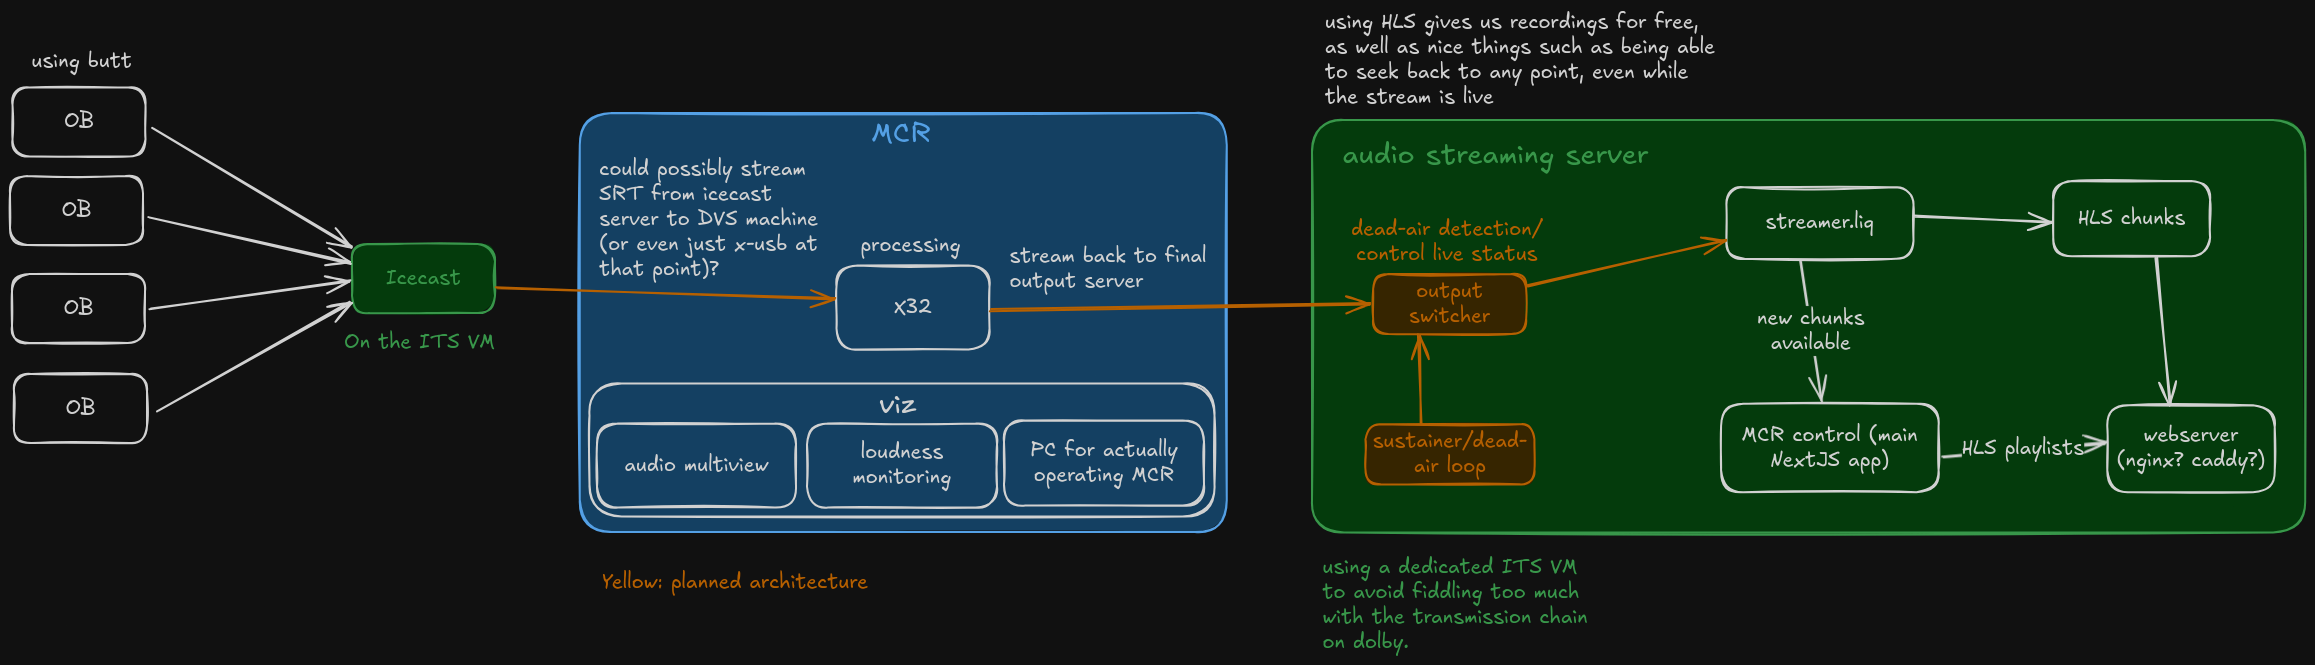 using butt
OB
OB
OB
OB
Icecast
On the ITS VM
MCR
could possibly stream
SRT from icecast
server to DVS machine
(or even just x-usb at
that point)?
processing
x32
stream back to final
output server
viz
audio multiview
loudness
monitoring
PC for actually
operating MCR
Yellow: planned architecture
using HLS gives us recordings for free,
as well as nice things such as being able
to seek back to any point, even while
the stream is live
audio streaming server
dead-air detection/
control live status
output
switcher
sustainer/dead-
air loop
streamer.liq
HLS chunks
new chunks
available
MCR control (main
NextJS app)
HLS playlists
webserver
(nginx? caddy?)
using a dedicated ITS VM
to avoid fiddling too much
with the transmission chain
on dolby.